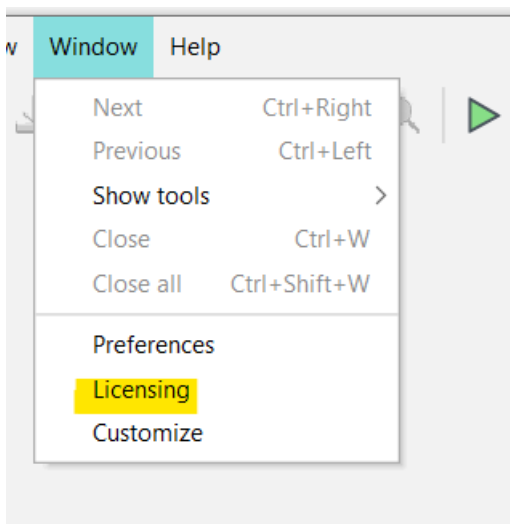 w Window Help
Next Ctrl+Right
Previous Ctrl+Left
Show tools
Close Ctrl+W
Close all Ctrl+Shift+W
Preferences
Licensing
Customize